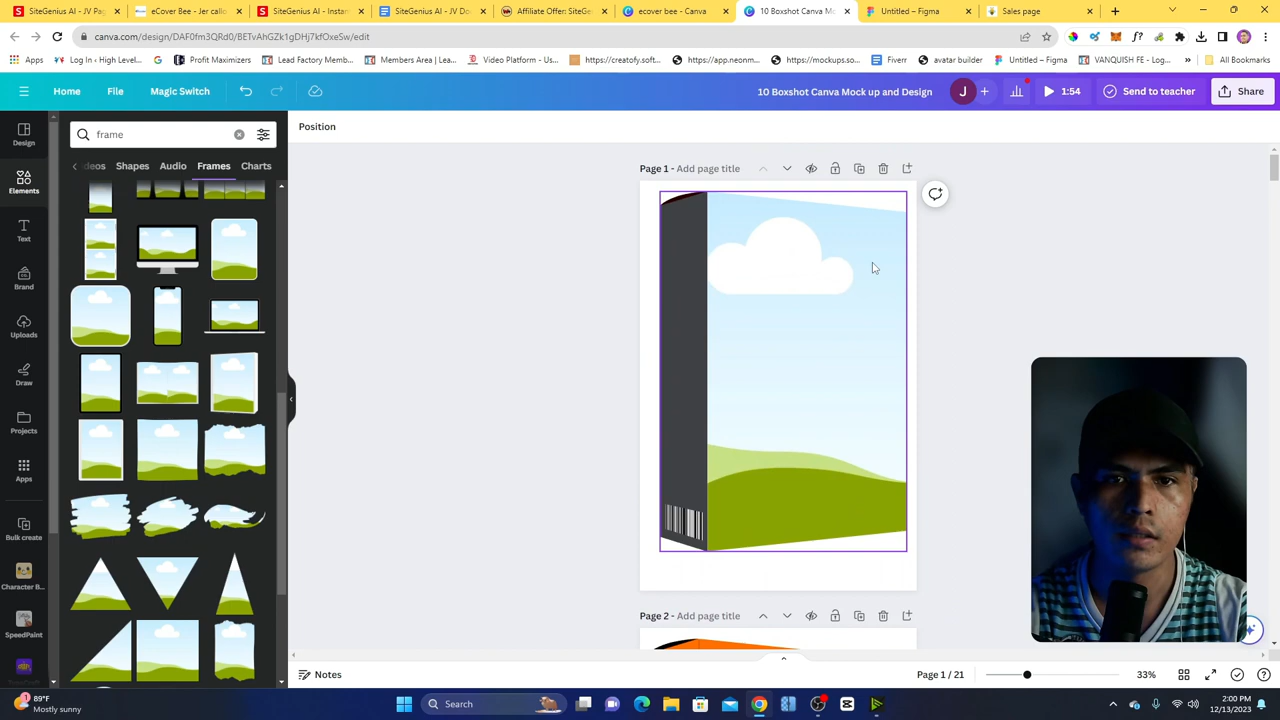 SiteGenius AI - JV Pag
eCover Bee - Jer callo
SiteGenius AI - Instan
SiteGenius AI - JV Do
Affiliate Offer: SiteGe
ecover bee - Canva
10 Boxshot Canva Mo
Untitled – Figma
Sales page
canva.com/design/DAF0fm3QRd0/BETvAhGZk1gDHj7kfOxeSw/edit
Apps
Log In ‹ High Level...
Profit Maximizers
Lead Factory Memb...
Members Area | Lea...
Video Platform - Us...
https://creatofy.soft...
https://app.neonm...
https://mockups.so...
Fiverr
avatar builder
Untitled – Figma
VANQUISH FE - Log...
»
All Bookmarks
Home
File
Magic Switch
10 Boxshot Canva Mock up and Design
J
1:54
Send to teacher
Share
Design
Elements
Text
Brand
Uploads
Draw
Projects
Apps
Bulk create
Character B...
SpeedPaint
frame
deos
Shapes
Audio
Frames
Charts
Position
Page 1 - Add page title
Page 2 - Add page title
Notes
Page 1 / 21
33%
89°F
Mostly sunny
Search
2:00 PM
12/13/2023